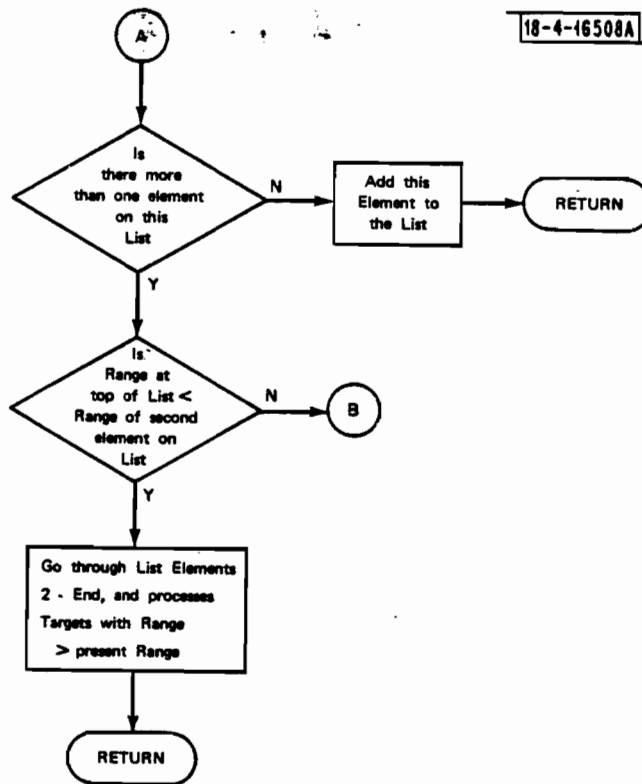 A
18-4-16508A
Is
there more
than one element
on this
List
N
Add this
Element to
the List
RETURN
Y
Is
Range at
top of List <
Range of second
element on
List
N
B
Y
Go through List Elements
2 - End, and processes
Targets with Range
> present Range
RETURN